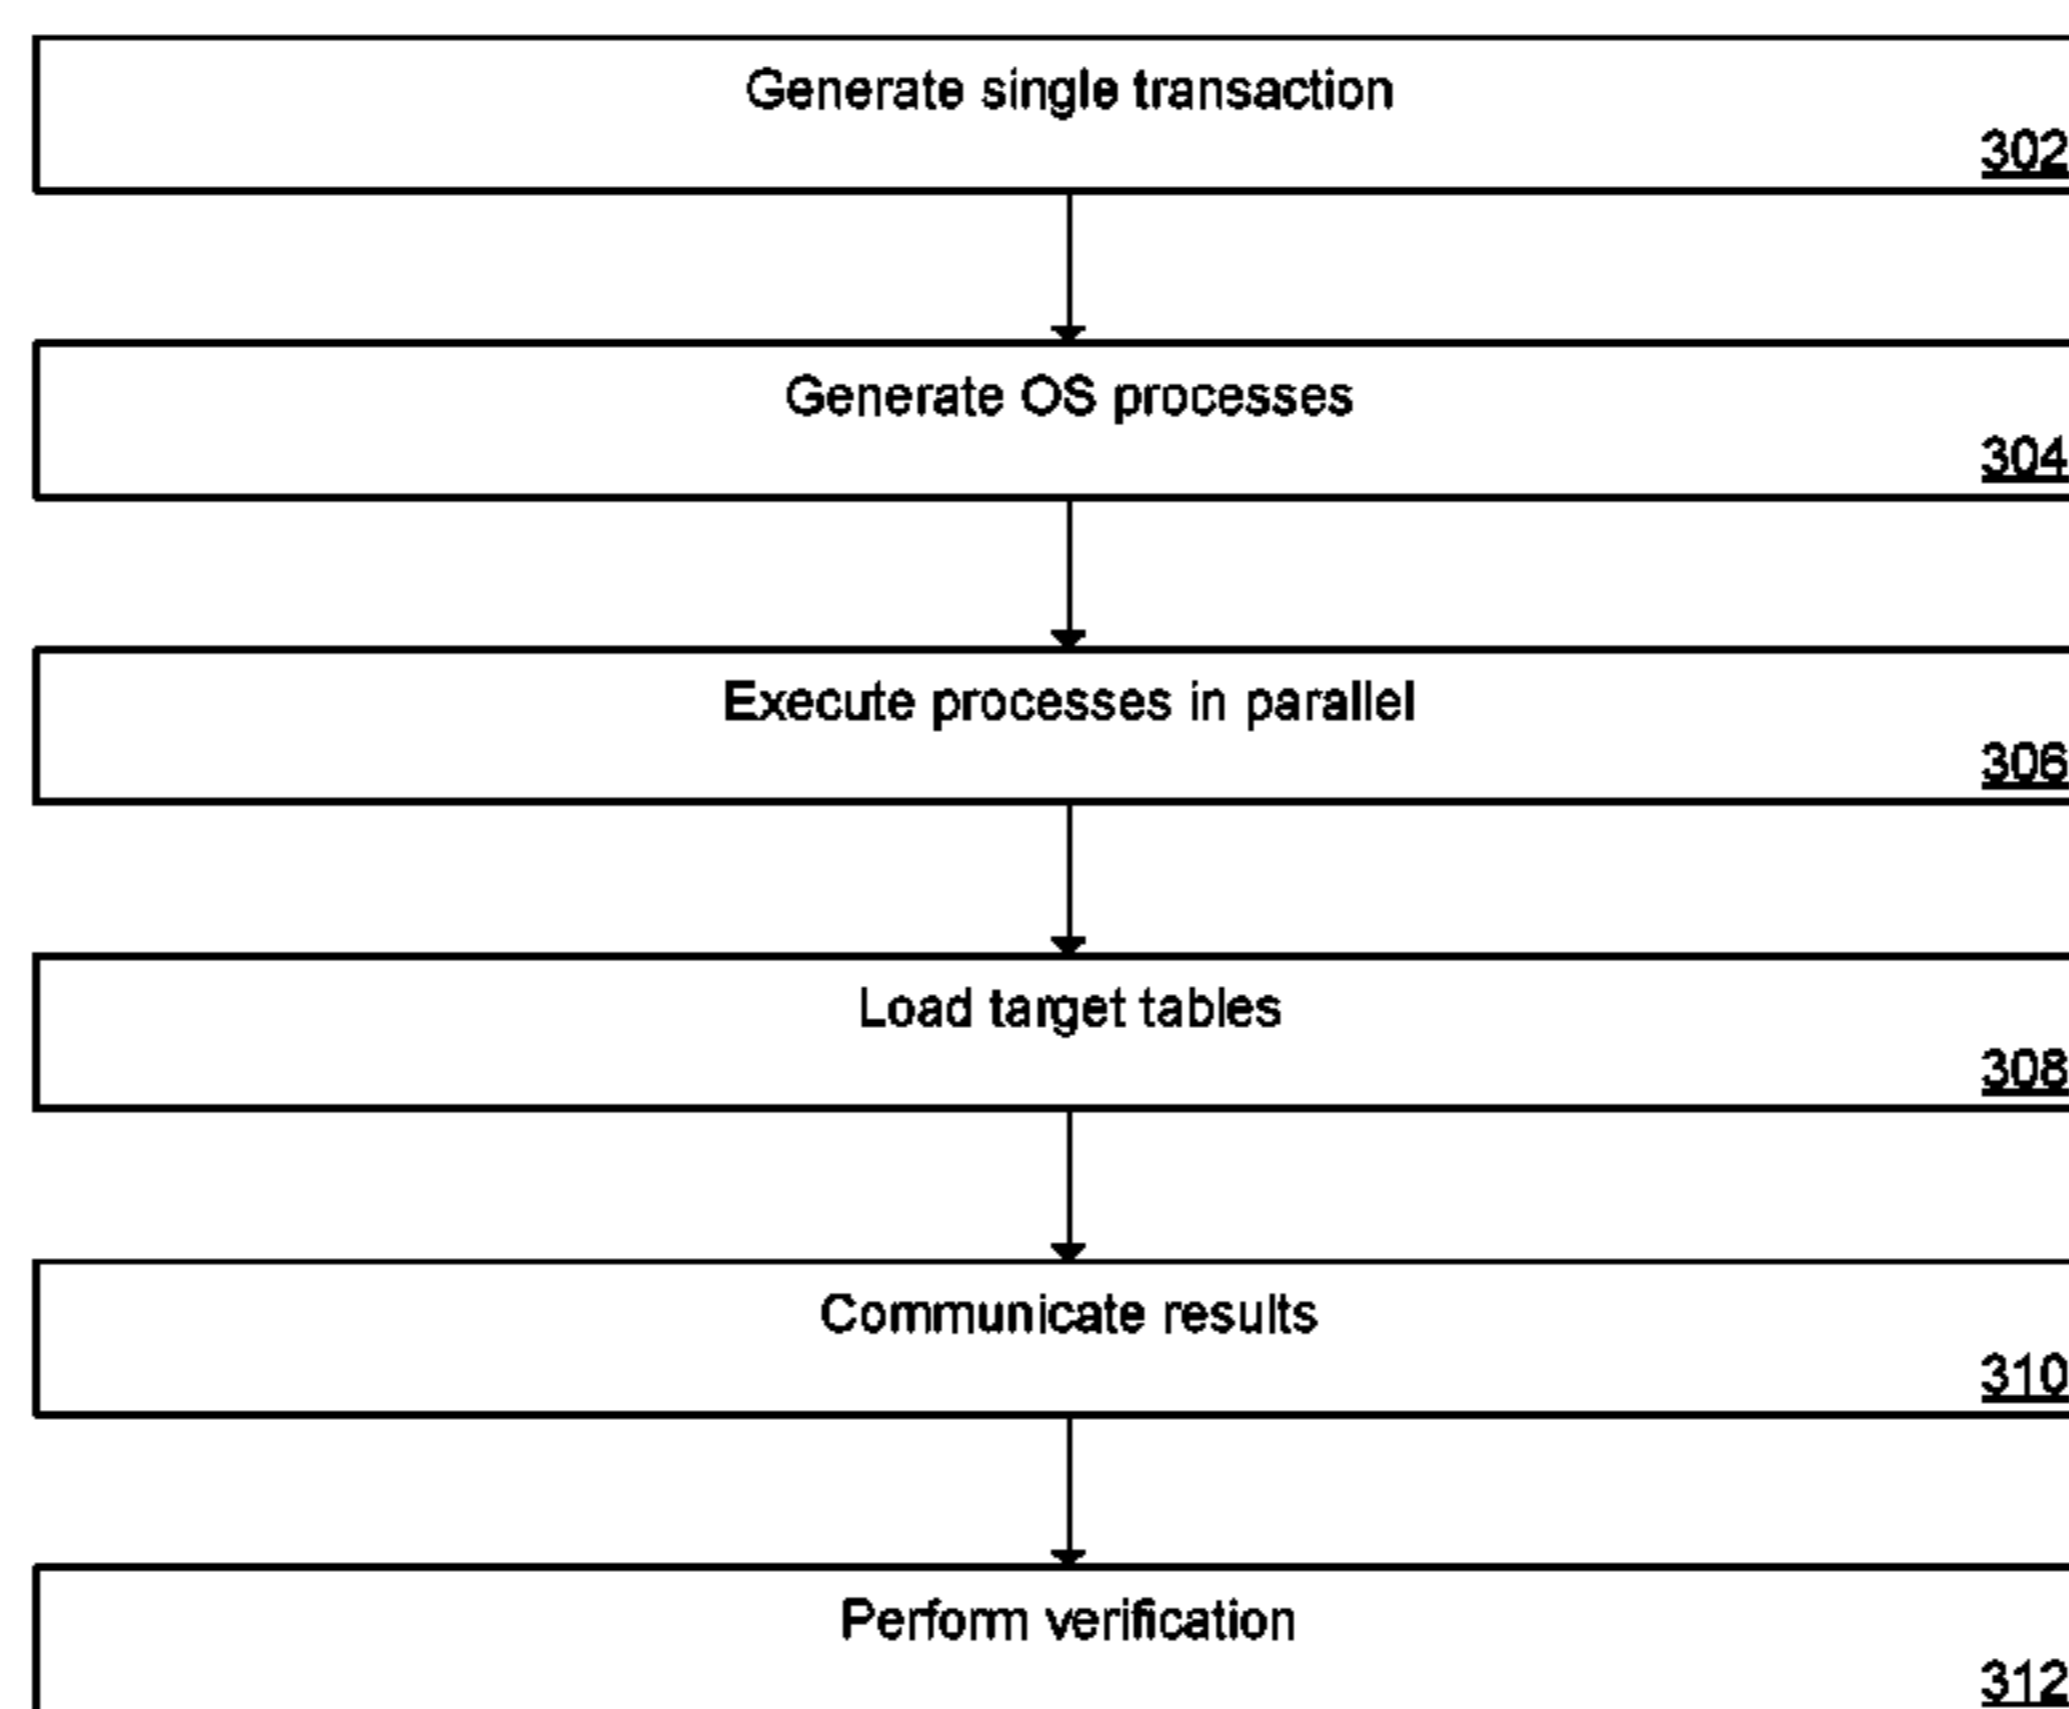 Generate single transaction
302
Generate OS processes
304
Execute processes in parallel
306
Load target tables
308
Communicate results
310
Perform verification
312